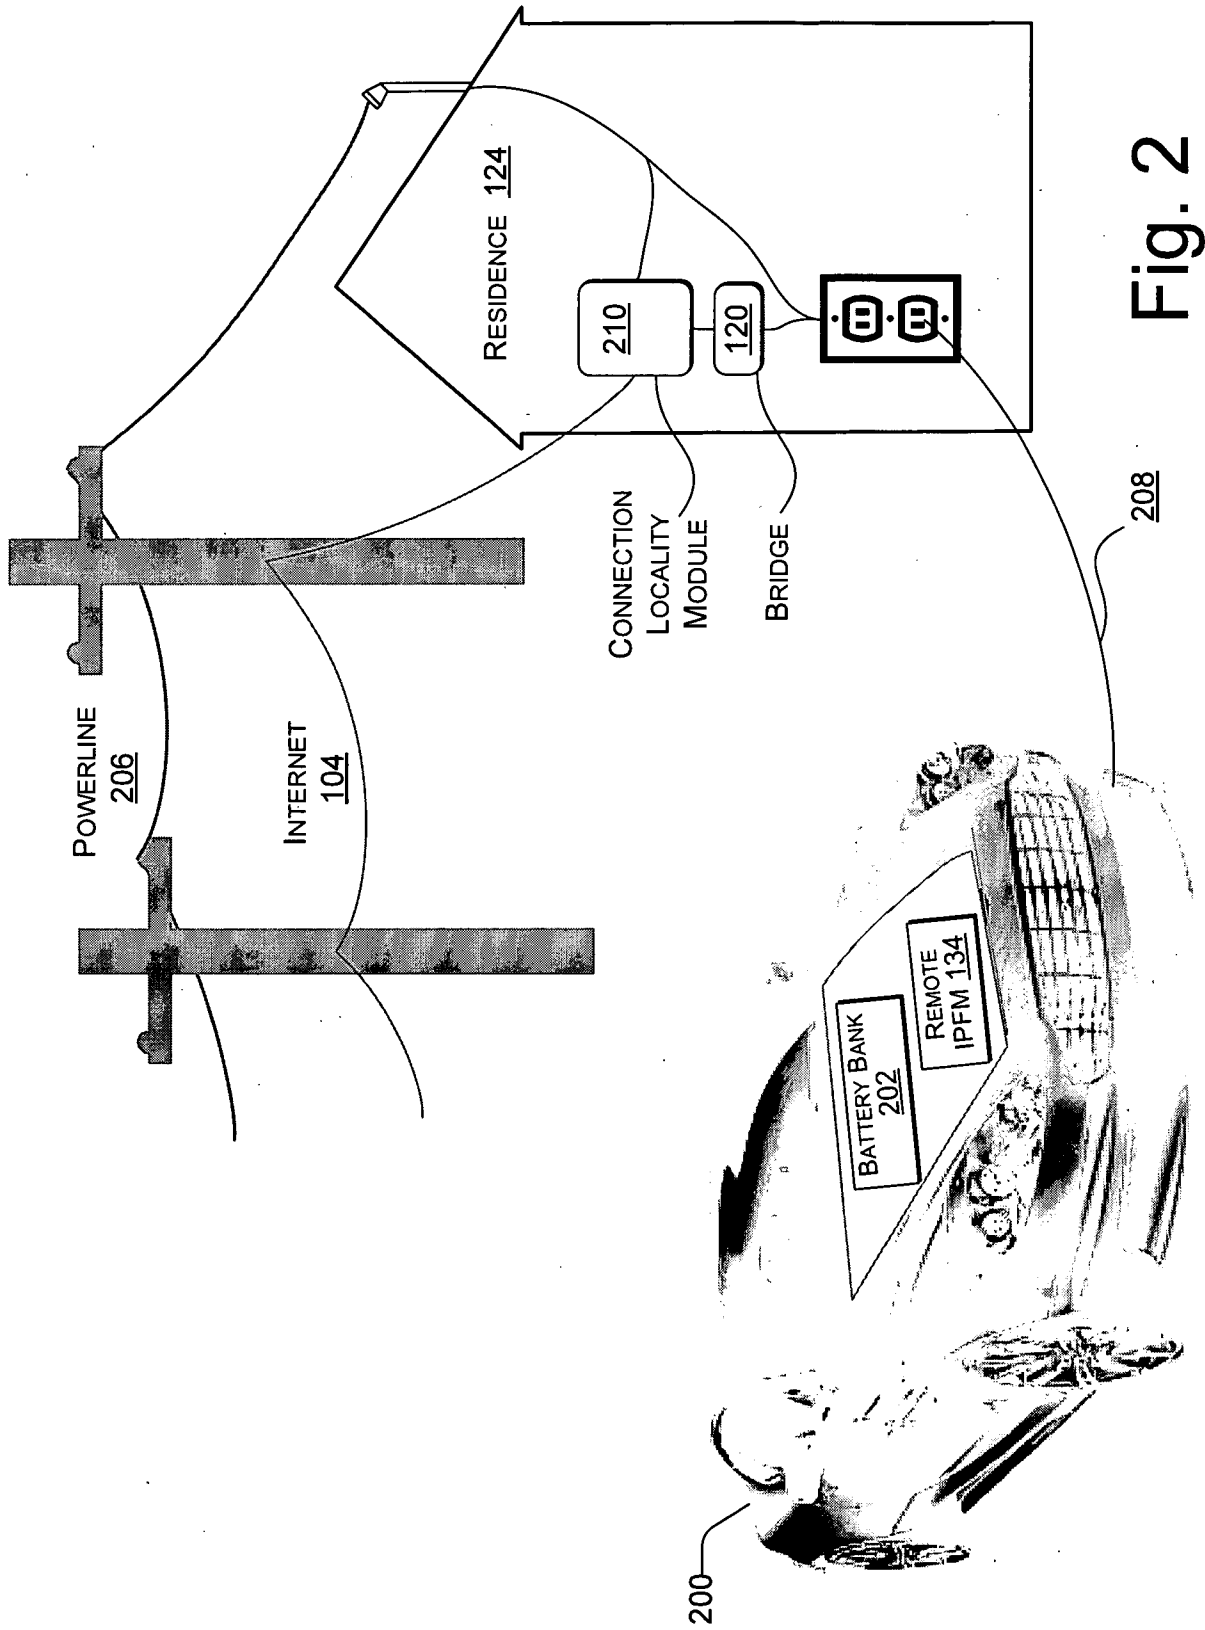 POWERLINE
206
INTERNET
104
RESIDENCE 124
210
120
CONNECTION
LOCALITY
MODULE
BRIDGE
208
BATTERY BANK
202
REMOTE
IPFM 134
200
Fig. 2